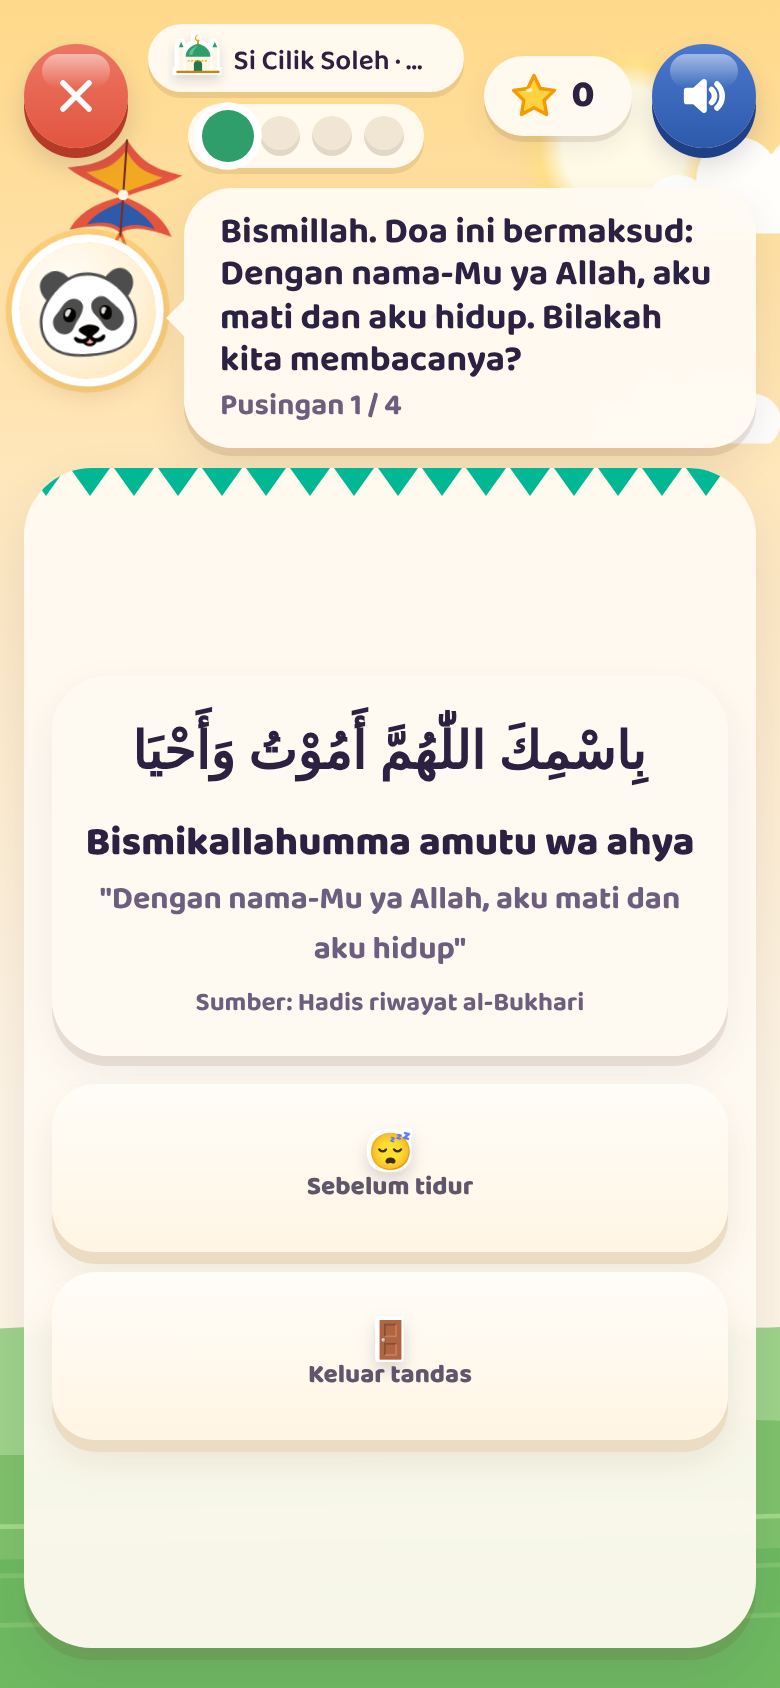 Si Cilik Soleh · ...
0
Bismillah. Doa ini bermaksud:
Dengan nama-Mu ya Allah, aku
mati dan aku hidup. Bilakah
kita membacanya?
Pusingan 1 / 4
بِاسْمِكَ اللّٰهُمَّ أَمُوْتُ وَأَحْيَا
Bismikallahumma amutu wa ahya
"Dengan nama-Mu ya Allah, aku mati dan
aku hidup"
Sumber: Hadis riwayat al-Bukhari
Sebelum tidur
Keluar tandas